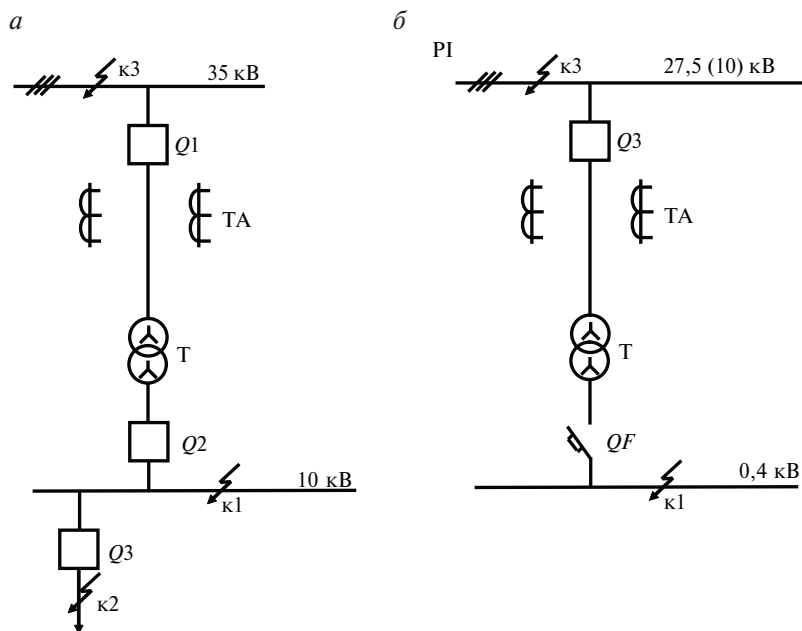 а
к3
35 кВ
Q1
TA
T
Q2
10 кВ
к1
Q3
к2
б
PI
к3
27,5 (10) кВ
Q3
TA
T
QF
0,4 кВ
к1